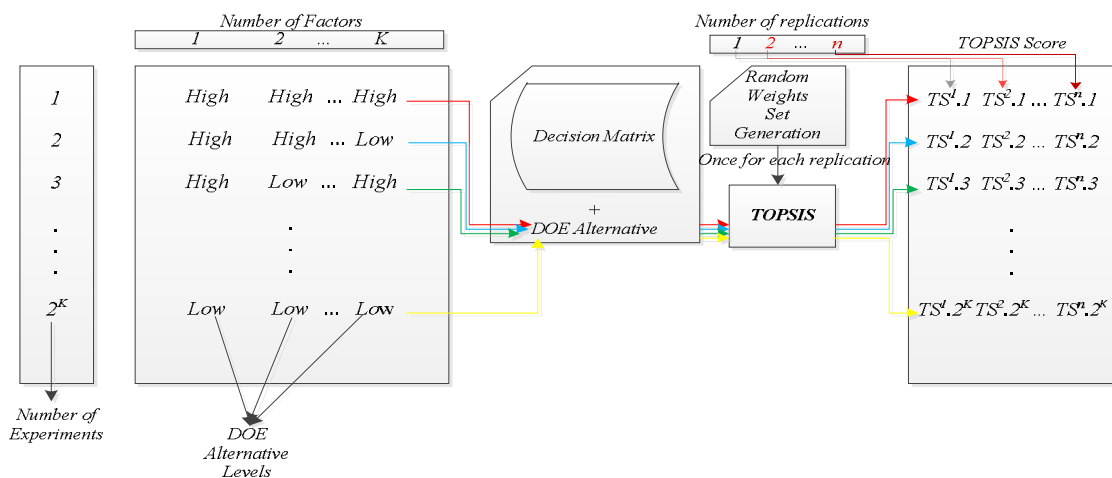 Number of Factors
1 2 ... K
Number of replications
1 2 ... n
TOPSIS Score
1
2
3
.
.
.
2^K
Number of
Experiments
High High ... High
High High ... Low
High Low ... High
.
.
.
Low Low ... Low
DOE
Alternative
Levels
Decision Matrix
+
DOE Alternative
Random
Weights
Set
Generation
Once for each replication
TOPSIS
TS^1.1 TS^2.1 ... TS^n.1
TS^1.2 TS^2.2 ... TS^n.2
TS^1.3 TS^2.3 ... TS^n.3
.
.
.
TS^1.2^K TS^2.2^K ... TS^n.2^K